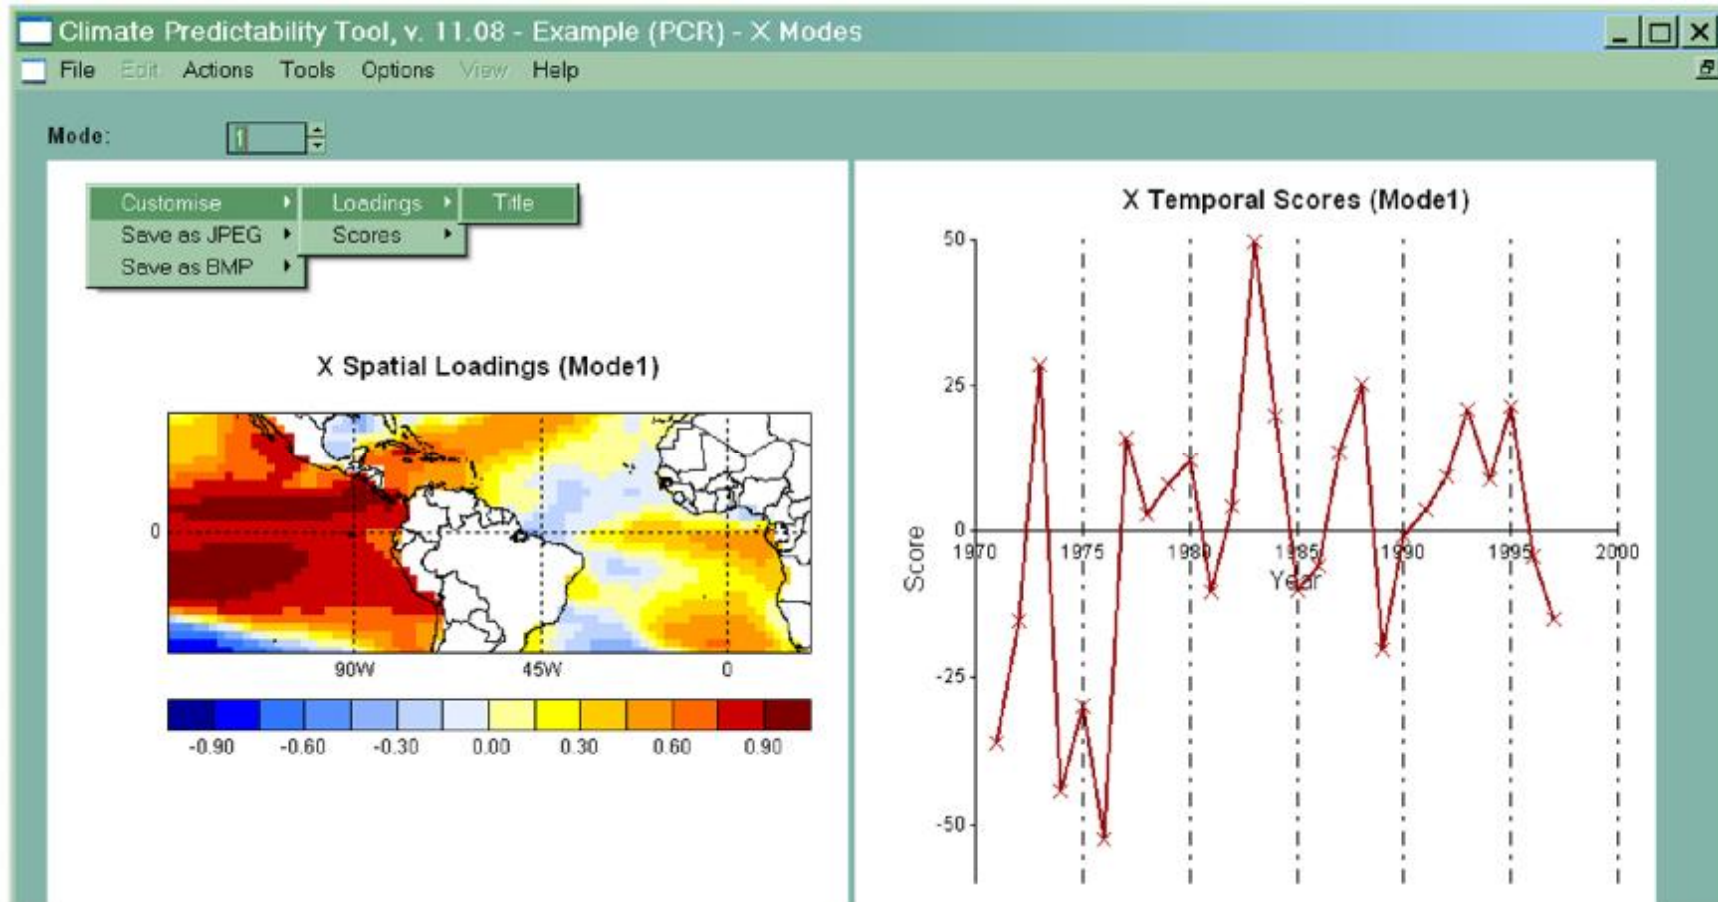 Climate Predictability Tool, v. 11.08 - Example (PCR) - X Modes
File Edit Actions Tools Options View Help
Mode: 1
Customise Loadings Title
Save as JPEG Scores
Save as BMP
X Spatial Loadings (Mode1)
0
90W 45W 0
-0.90 -0.60 -0.30 0.00 0.30 0.60 0.90
X Temporal Scores (Mode1)
50
25
0
1970 1975 1980 1985 1990 1995 2000
Score
Year
-25
-50